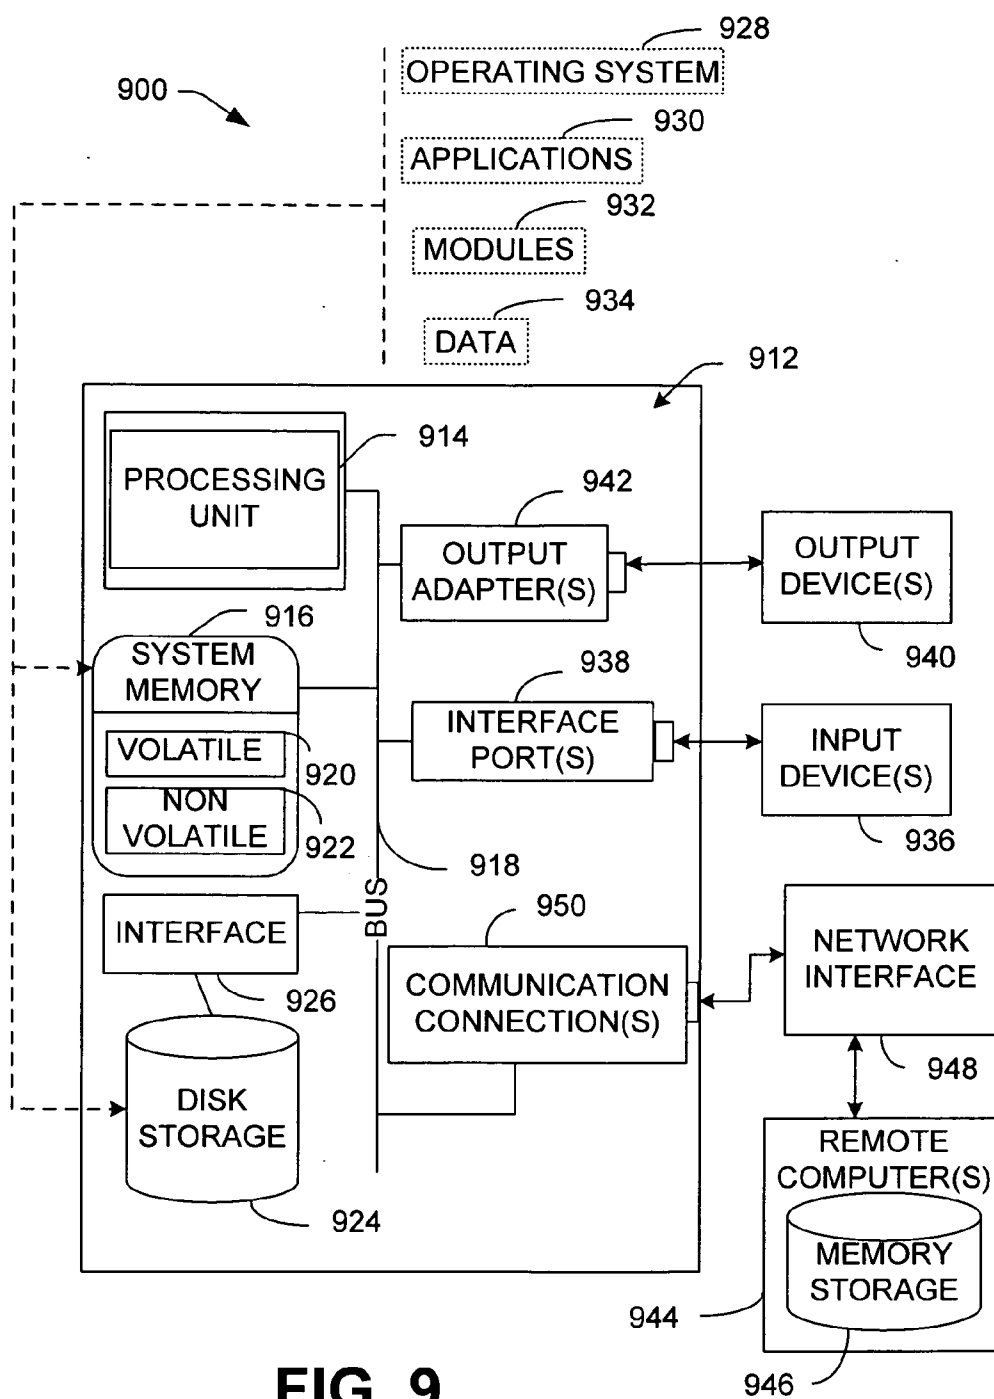 928
OPERATING SYSTEM
900
930
APPLICATIONS
932
MODULES
934
DATA
912
914
PROCESSING
UNIT
942
OUTPUT
ADAPTER(S)
OUTPUT
DEVICE(S)
940
916
SYSTEM
MEMORY
938
INTERFACE
PORT(S)
INPUT
DEVICE(S)
936
VOLATILE
920
NON
VOLATILE
922
918
BUS
950
INTERFACE
926
COMMUNICATION
CONNECTION(S)
NETWORK
INTERFACE
948
DISK
STORAGE
924
REMOTE
COMPUTER(S)
MEMORY
STORAGE
944
946
FIG. 9